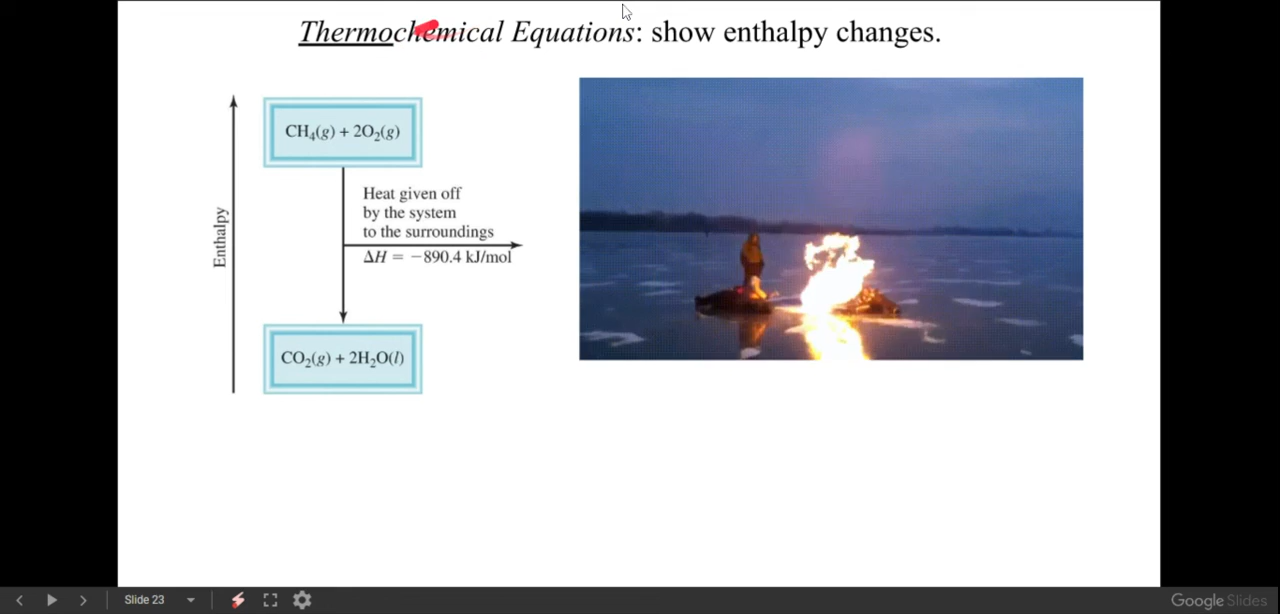 Thermochemical Equations: show enthalpy changes.
Enthalpy
CH₄(g) + 2O₂(g)
Heat given off
by the system
to the surroundings
ΔH = −890.4 kJ/mol
CO₂(g) + 2H₂O(l)
Slide 23
Google Slides